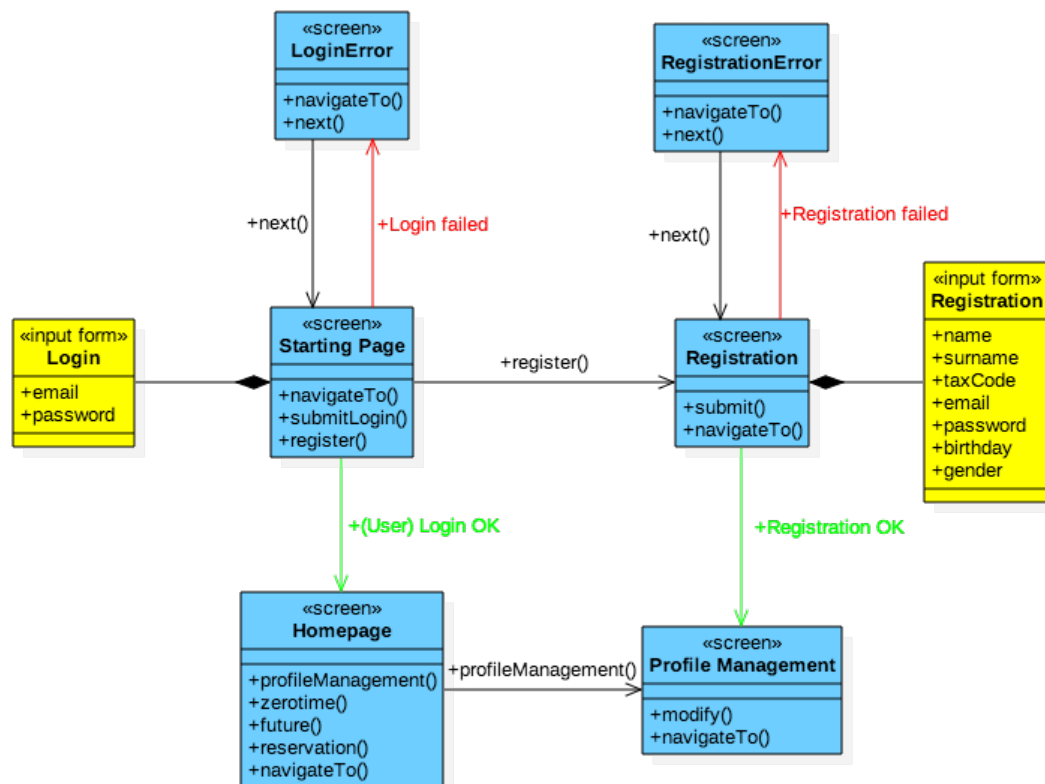 «screen»
LoginError
+navigateTo()
+next()
«screen»
RegistrationError
+navigateTo()
+next()
+next()
+Login failed
+next()
+Registration failed
«input form»
Login
+email
+password
«screen»
Starting Page
+navigateTo()
+submitLogin()
+register()
+register()
«screen»
Registration
+submit()
+navigateTo()
«input form»
Registration
+name
+surname
+taxCode
+email
+password
+birthday
+gender
+(User) Login OK
+Registration OK
«screen»
Homepage
+profileManagement()
+zerotime()
+future()
+reservation()
+navigateTo()
+profileManagement()
«screen»
Profile Management
+modify()
+navigateTo()